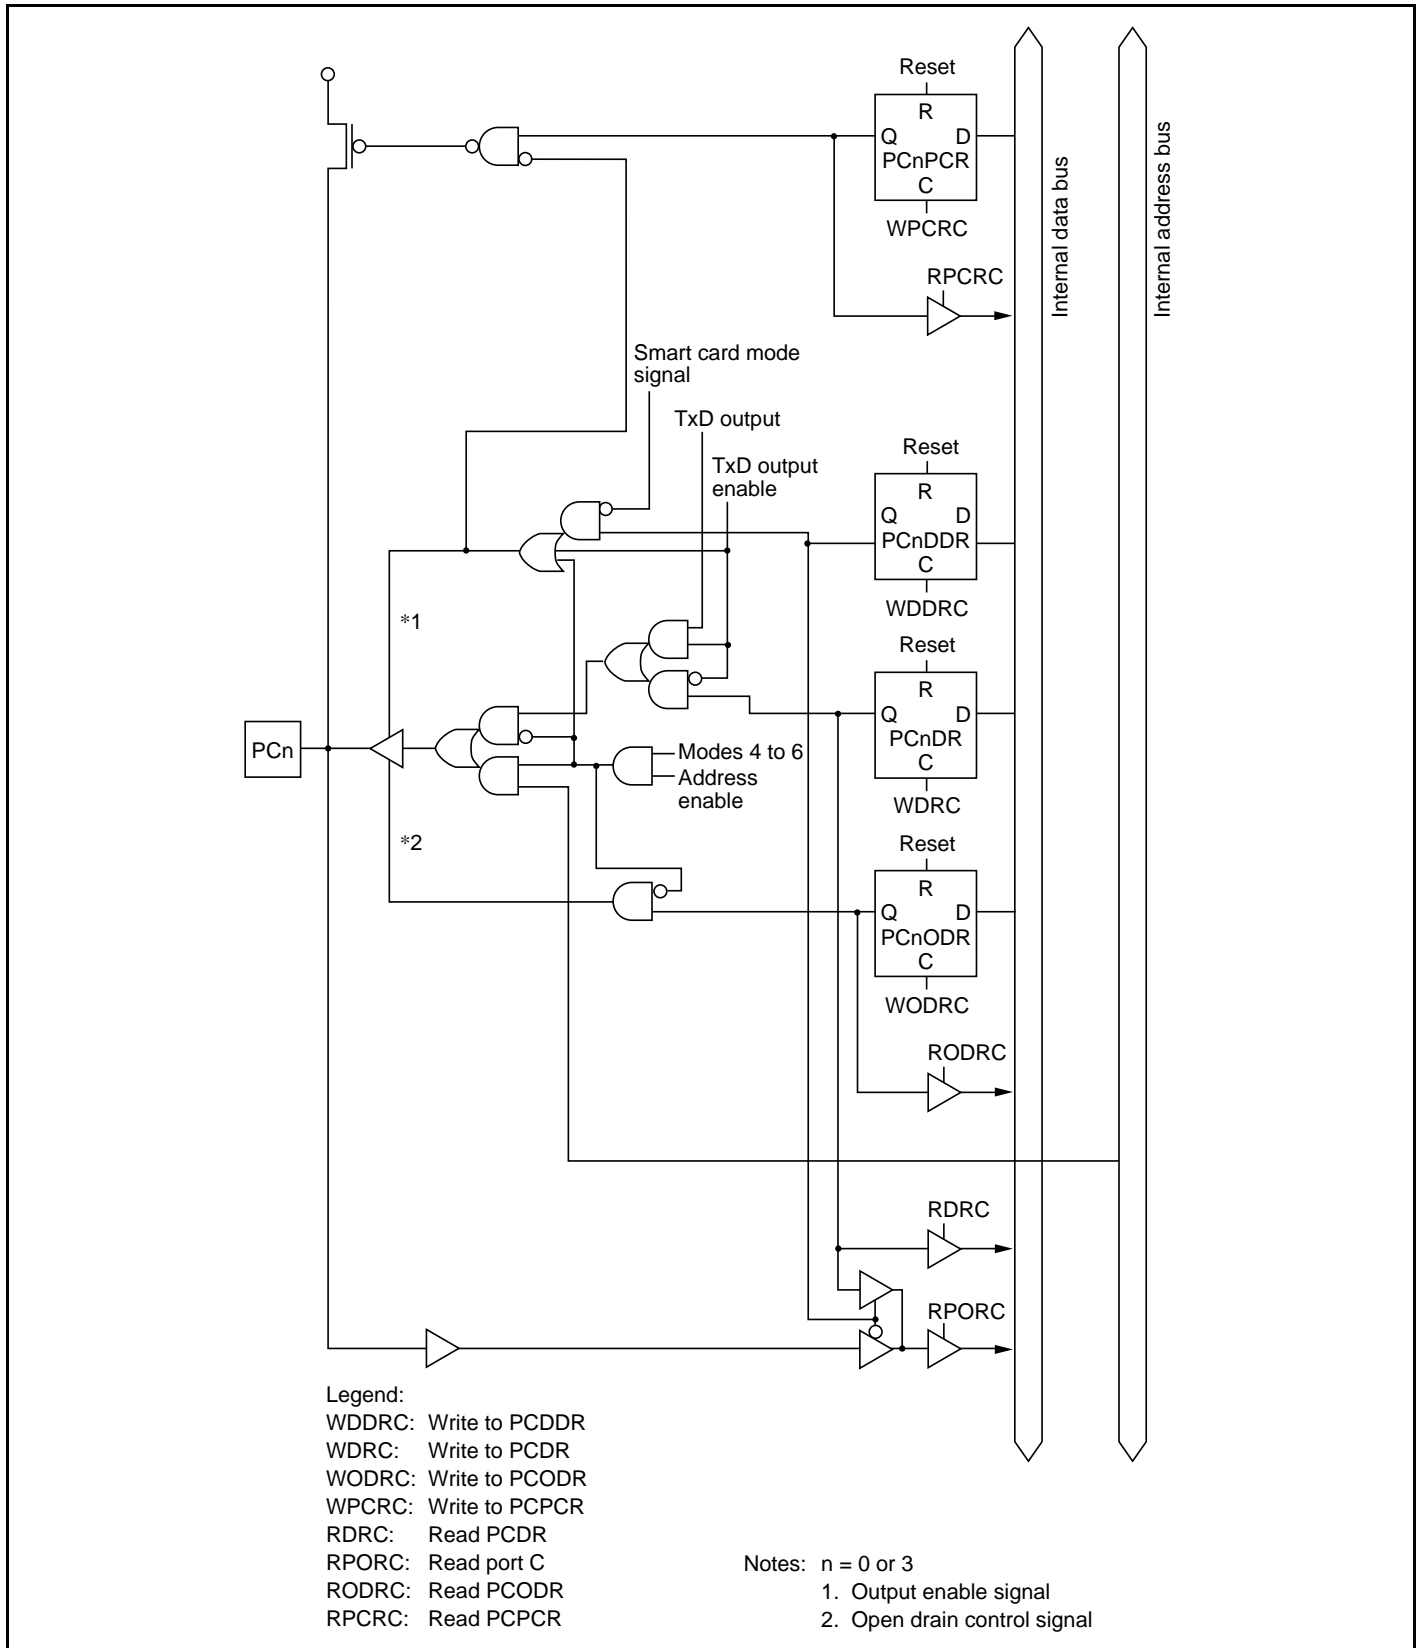 Reset
R
Q D
PCnPCR
C
WPCRC
RPCRC
Internal data bus
Internal address bus
Smart card mode
signal
TxD output
TxD output
enable
Reset
R
Q D
PCnDDR
C
WDDRC
*1
Reset
R
Q D
PCnDR
C
WDRC
PCn
Modes 4 to 6
Address
enable
*2
Reset
R
Q D
PCnODR
C
WODRC
RODRC
RDRC
RPORC
Legend:
WDDRC: Write to PCDDR
WDRC: Write to PCDR
WODRC: Write to PCODR
WPCRC: Write to PCPCR
RDRC: Read PCDR
RPORC: Read port C
RODRC: Read PCODR
RPCRC: Read PCPCR
Notes: n = 0 or 3
1. Output enable signal
2. Open drain control signal